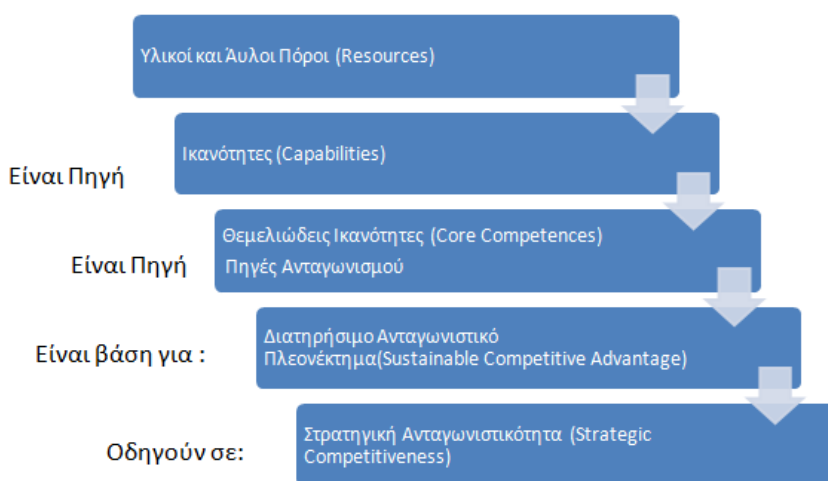 Υλικοί και Άυλοι Πόροι (Resources)
Ικανότητες (Capabilities)
Είναι Πηγή
Θεμελιώδεις Ικανότητες (Core Competences)
Είναι Πηγή
Πηγές Ανταγωνισμού
Διατηρήσιμο Ανταγωνιστικό
Είναι βάση για :
Πλεονέκτημα(Sustainable Competitive Advantage)
Στρατηγική Ανταγωνιστικότητα (Strategic
Οδηγούν σε:
Competitiveness)